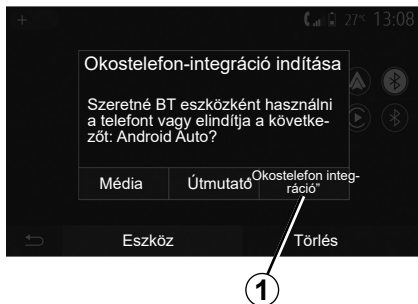 + 27°C 13:08
Okostelefon-integráció indítása
Szeretné BT eszközként használni
a telefont vagy elindítja a követke-
zőt: Android Auto?
Média Útmutató "Okostelefon integ-
ráció"
Eszköz Törlés
1